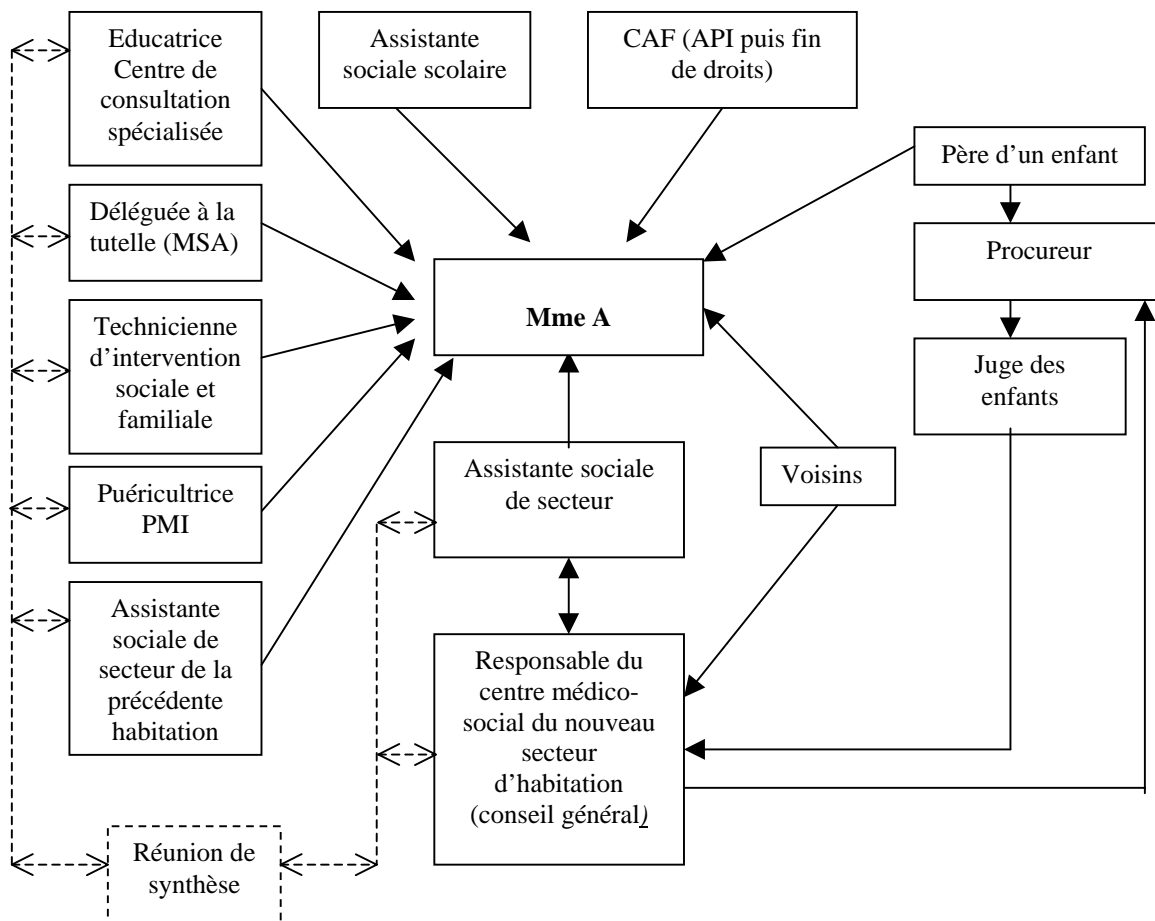 Educatrice
Centre de
consultation
spécialisée
Assistante
sociale scolaire
CAF (API puis fin
de droits)
Père d’un enfant
Déléguée à la
tutelle (MSA)
Procureur
Mme A
Technicienne
d’intervention
sociale et
familiale
Juge des
enfants
Assistante sociale
de secteur
Voisins
Puéricultrice
PMI
Assistante
sociale de
secteur de la
précédente
habitation
Responsable du
centre médico-
social du nouveau
secteur
d’habitation
(conseil général)
Réunion de
synthèse